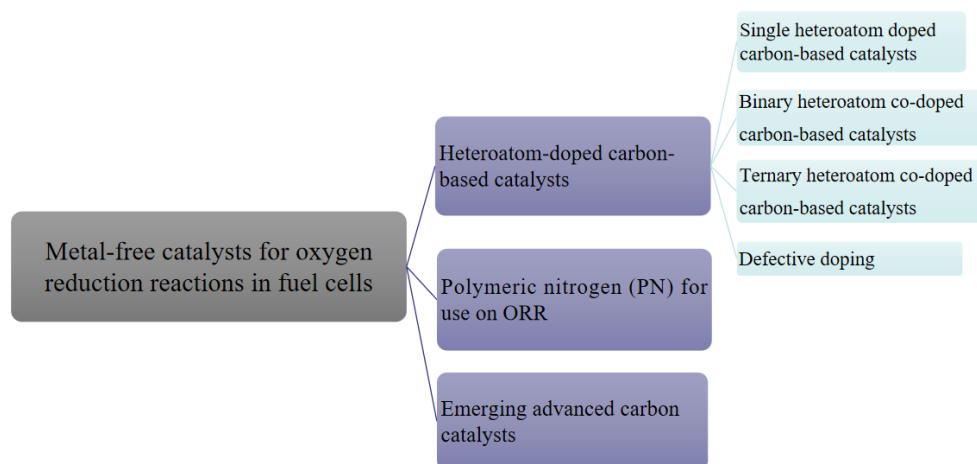 Metal-free catalysts for oxygen
reduction reactions in fuel cells
Heteroatom-doped carbon-
based catalysts
Single heteroatom doped
carbon-based catalysts
Binary heteroatom co-doped
carbon-based catalysts
Ternary heteroatom co-doped
carbon-based catalysts
Defective doping
Polymeric nitrogen (PN) for
use on ORR
Emerging advanced carbon
catalysts